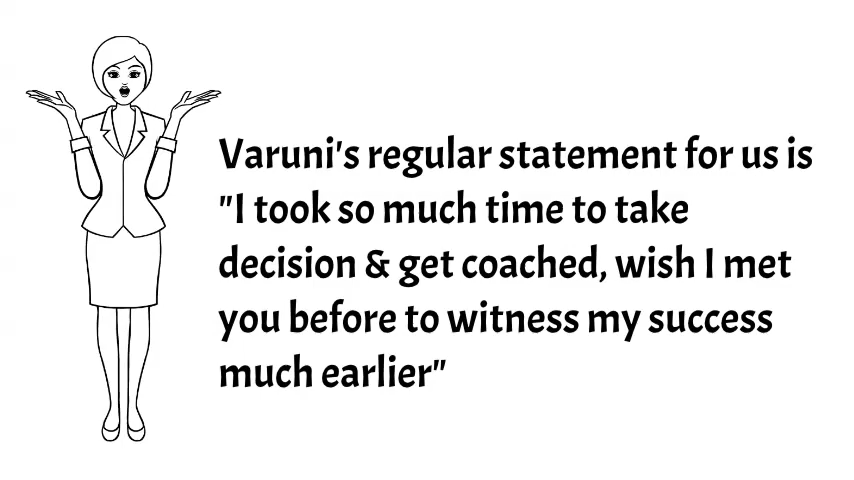 Varuni's regular statement for us is
"I took so much time to take
decision & get coached, wish I met
you before to witness my success
much earlier"